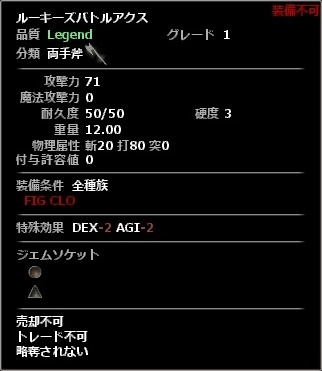 装備不可
ルーキーズバトルアクス
品質 Legend グレード 1
分類 両手斧
攻撃力 71
魔法攻撃力 0
耐久度 50/50 硬度 3
重量 12.00
物理属性 斬20 打80 突0
付与許容値 0
装備条件 全種族
FIG CLO
特殊効果 DEX-2 AGI-2
ジェムソケット
売却不可
トレード不可
略奪されない